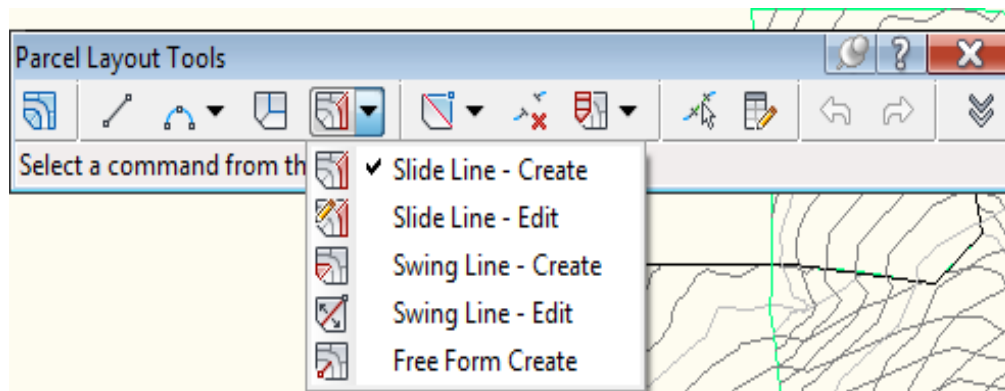 Parcel Layout Tools
Select a command from th
Slide Line - Create
Slide Line - Edit
Swing Line - Create
Swing Line - Edit
Free Form Create